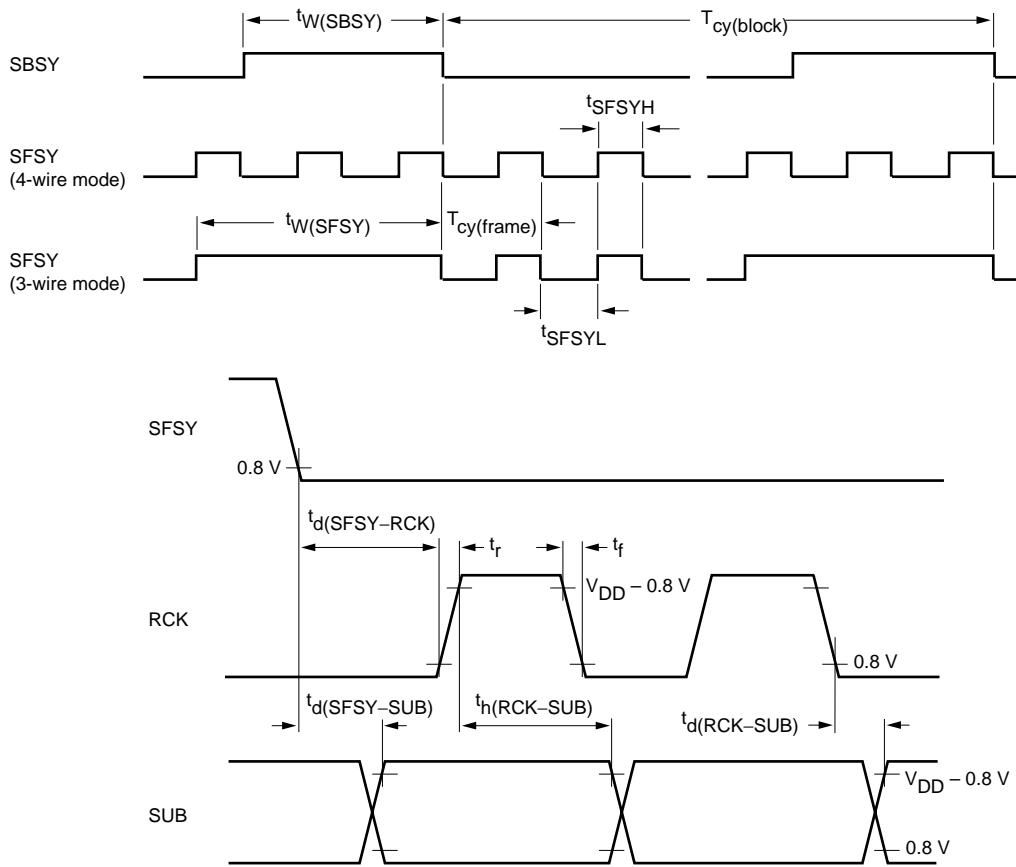 tW(SBSY)
Tcy(block)
SBSY
tSFSYH
SFSY
(4-wire mode)
tW(SFSY)
Tcy(frame)
SFSY
(3-wire mode)
tSFSYL
SFSY
0.8 V
td(SFSY–RCK)
tr
tf
VDD – 0.8 V
RCK
0.8 V
td(SFSY–SUB)
th(RCK–SUB)
td(RCK–SUB)
VDD – 0.8 V
SUB
0.8 V